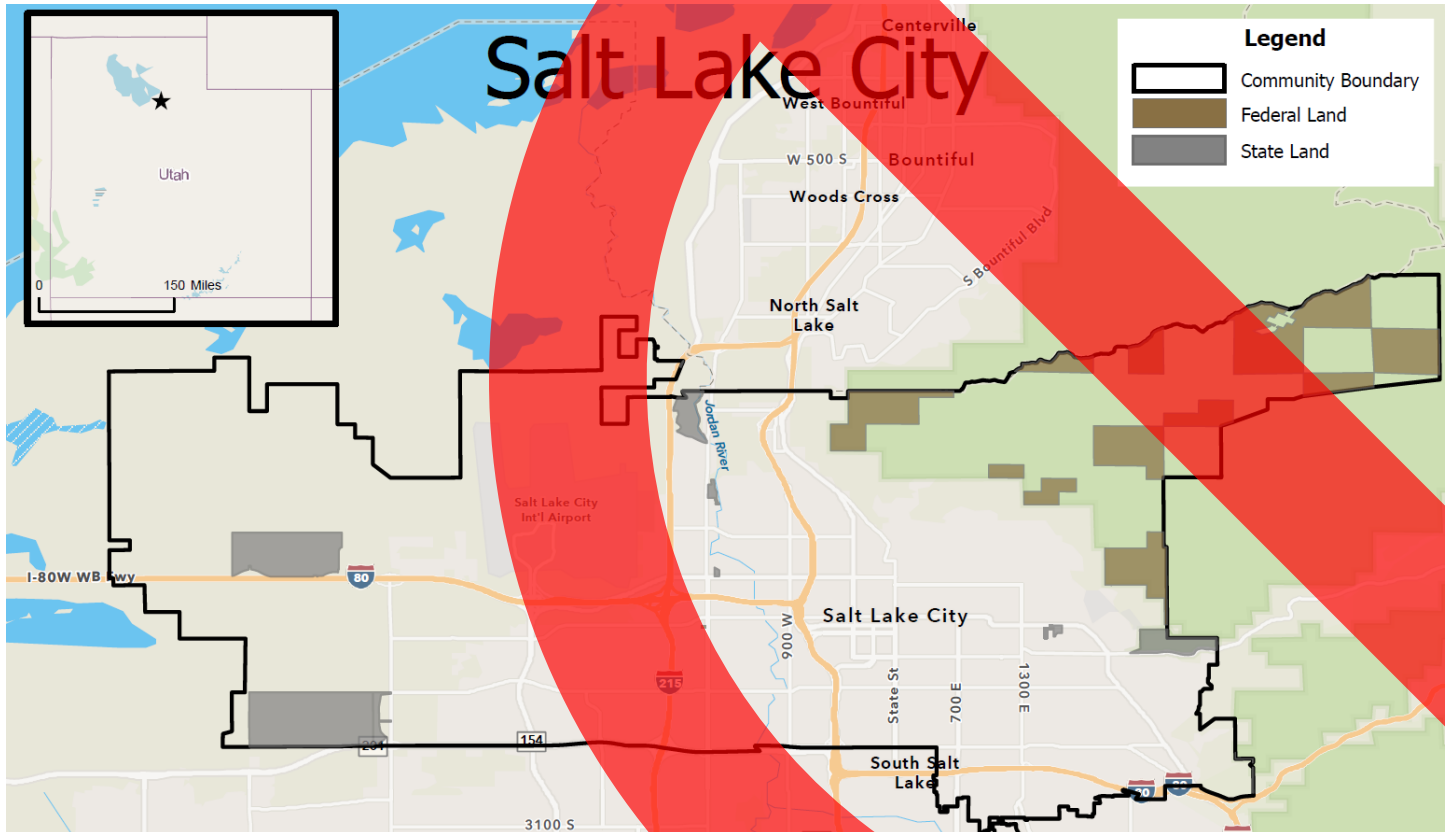 Salt Lake City
Centerville
West Bountiful
W 500 S
Bountiful
Woods Cross
S Bountiful Blvd
North Salt
Lake
Legend
Community Boundary
Federal Land
State Land
Utah
0
150 Miles
Jordan River
Salt Lake City
Int'l Airport
I-80W WB Fwy
80
Salt Lake City
900 W
State St
700 E
1300 E
215
201
154
South Salt
Lake
80
80
3100 S